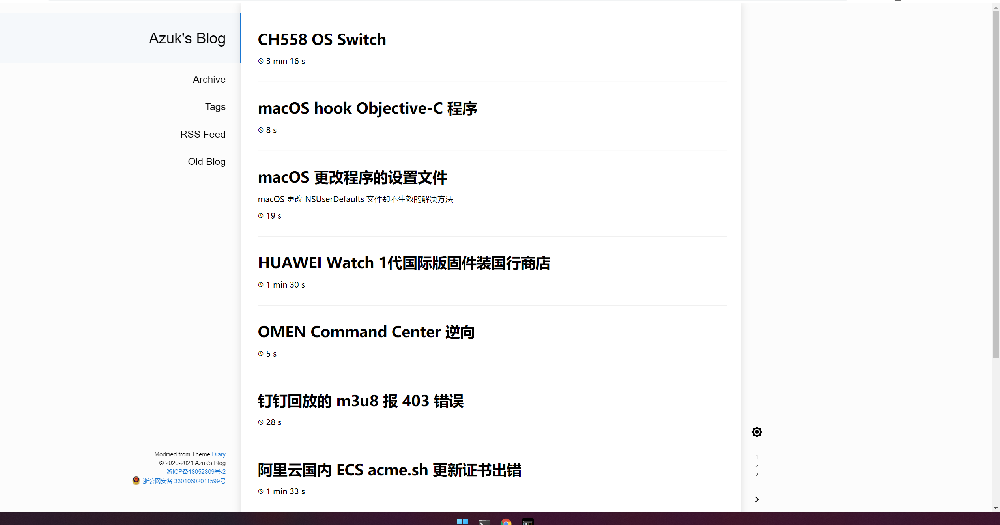 Azuk's Blog
Archive
Tags
RSS Feed
Old Blog
Modified from Theme Diary
© 2020-2021 Azuk's Blog
浙ICP备18052809号-2
浙公网安备 33010602011599号
CH558 OS Switch
3 min 16 s
macOS hook Objective-C 程序
8 s
macOS 更改程序的设置文件
macOS 更改 NSUserDefaults 文件却不生效的解决方法
19 s
HUAWEI Watch 1代国际版固件装国行商店
1 min 30 s
OMEN Command Center 逆向
5 s
钉钉回放的 m3u8 报 403 错误
28 s
阿里云国内 ECS acme.sh 更新证书出错
1 min 33 s
1
/
2